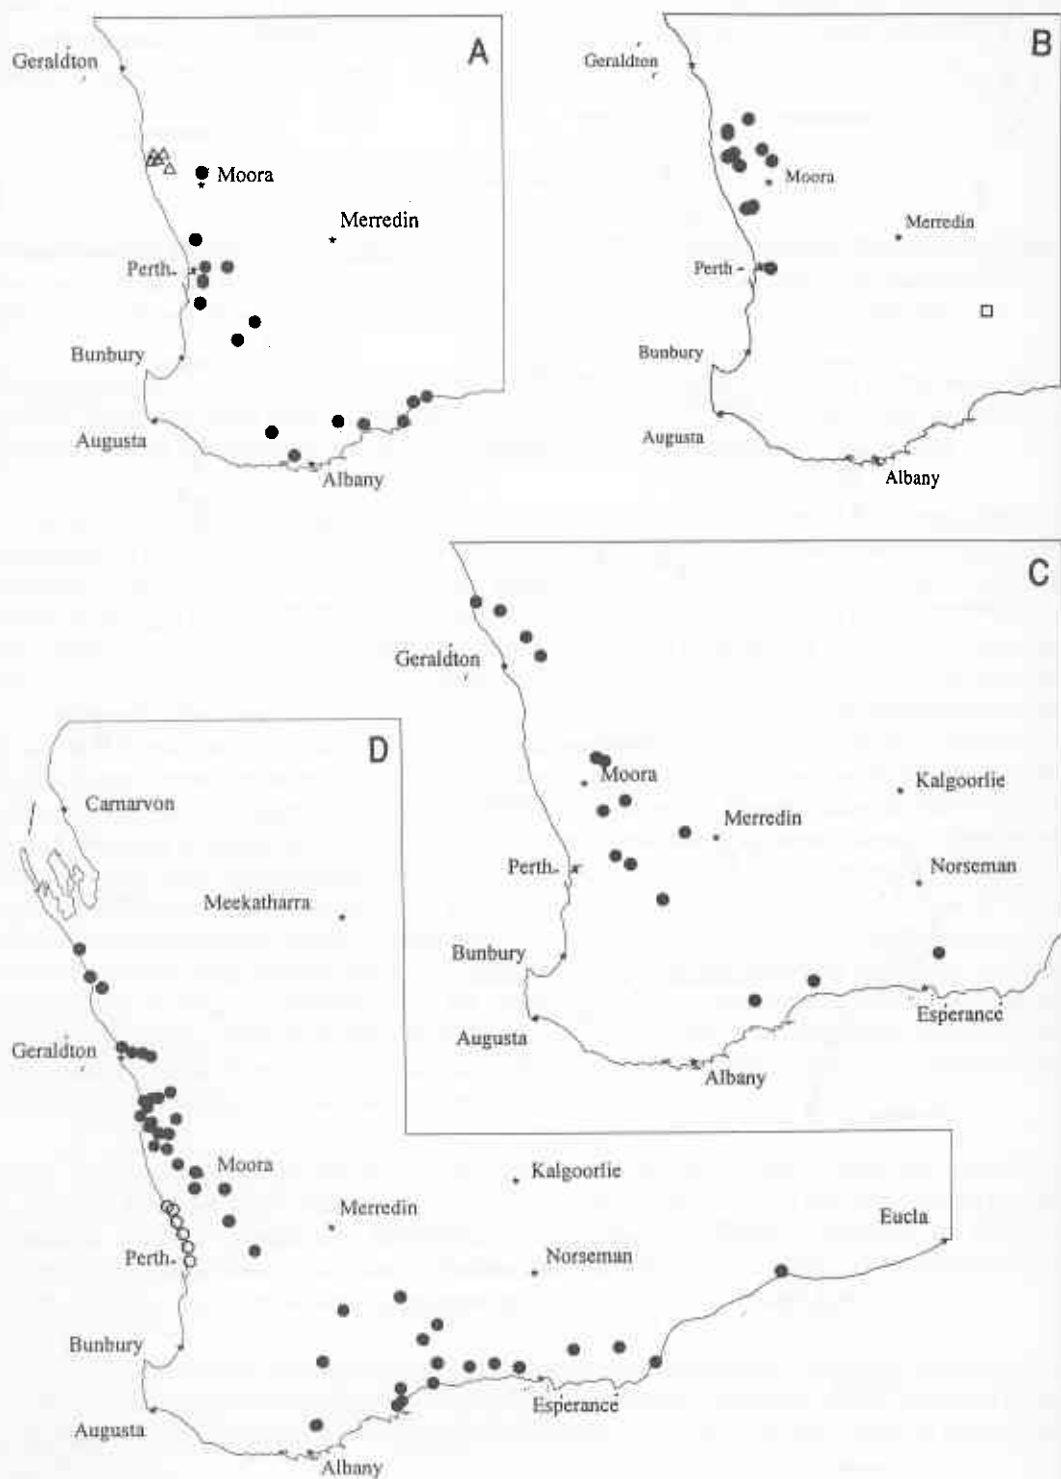 A
Geraldton
Moora
Merredin
Perth
Bunbury
Augusta
Albany
B
Geraldton
Moora
Merredin
Perth
Bunbury
Augusta
Albany
C
Geraldton
Moora
Kalgoorlie
Merredin
Perth
Norseman
Bunbury
Esperance
Augusta
Albany
D
Carnarvon
Meekatharra
Geraldton
Moora
Kalgoorlie
Merredin
Eucla
Perth
Norseman
Bunbury
Esperance
Augusta
Albany